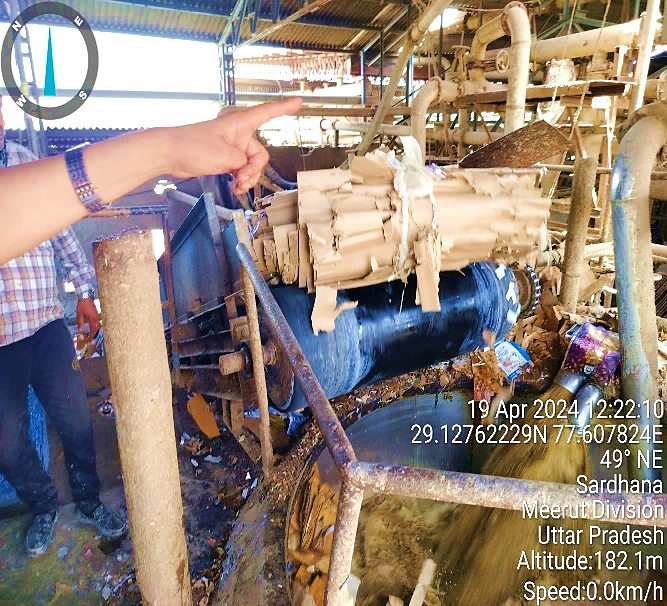 N
E
W
S
19 Apr 2024 12:22:10
29.12762229N 77.607824E
49° NE
Sardhana
Meerut Division
Uttar Pradesh
Altitude:182.1m
Speed:0.0km/h